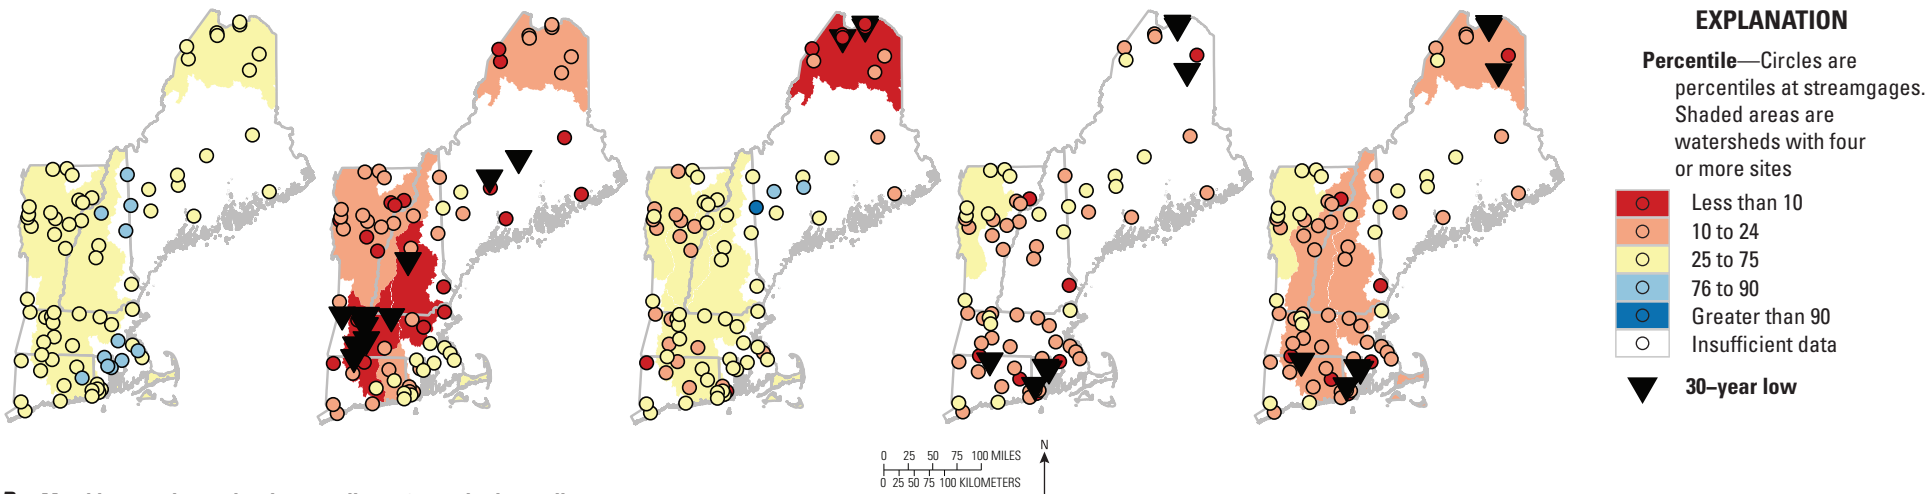 EXPLANATION
Percentile—Circles are
percentiles at streamgages.
Shaded areas are
watersheds with four
or more sites
Less than 10
10 to 24
25 to 75
76 to 90
Greater than 90
Insufficient data
30–year low
0 25 50 75 100 MILES
0 25 50 75 100 KILOMETERS
N